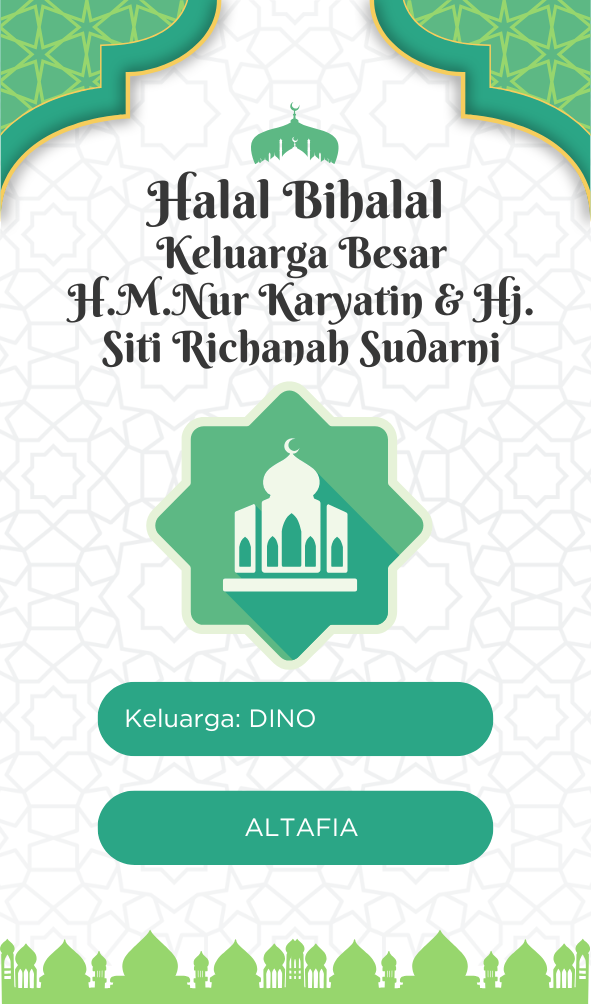 Halal Bihalal
Keluarga Besar
H.M.Nur Karyatin & Hj.
Siti Richanah Sudarni
Keluarga: DINO
ALTAFIA